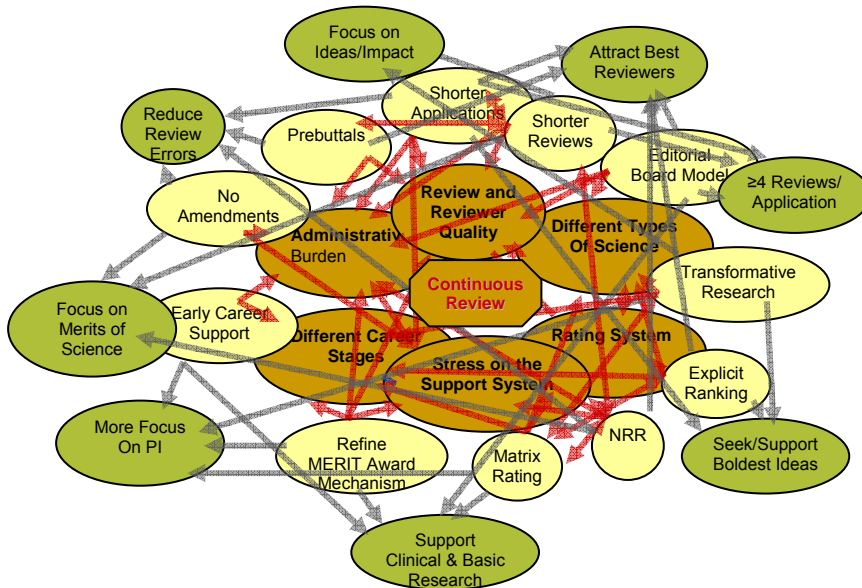 Focus on
Ideas/Impact
Attract Best
Reviewers
Shorter
Applications
Shorter
Reviews
Reduce
Review
Errors
Prebuttals
Editorial
Board Model
≥4 Reviews/
Application
No
Amendments
Review and
Reviewer
Quality
Administrativ
Burden
Different Types
Of Science
Transformative
Research
Continuous
Review
Focus on
Merits of
Science
Early Career
Support
Different Career
Stages
Stress on the
Support System
Rating System
Explicit
Ranking
More Focus
On PI
Refine
MERIT Award
Mechanism
Matrix
Rating
NRR
Seek/Support
Boldest Ideas
Support
Clinical & Basic
Research